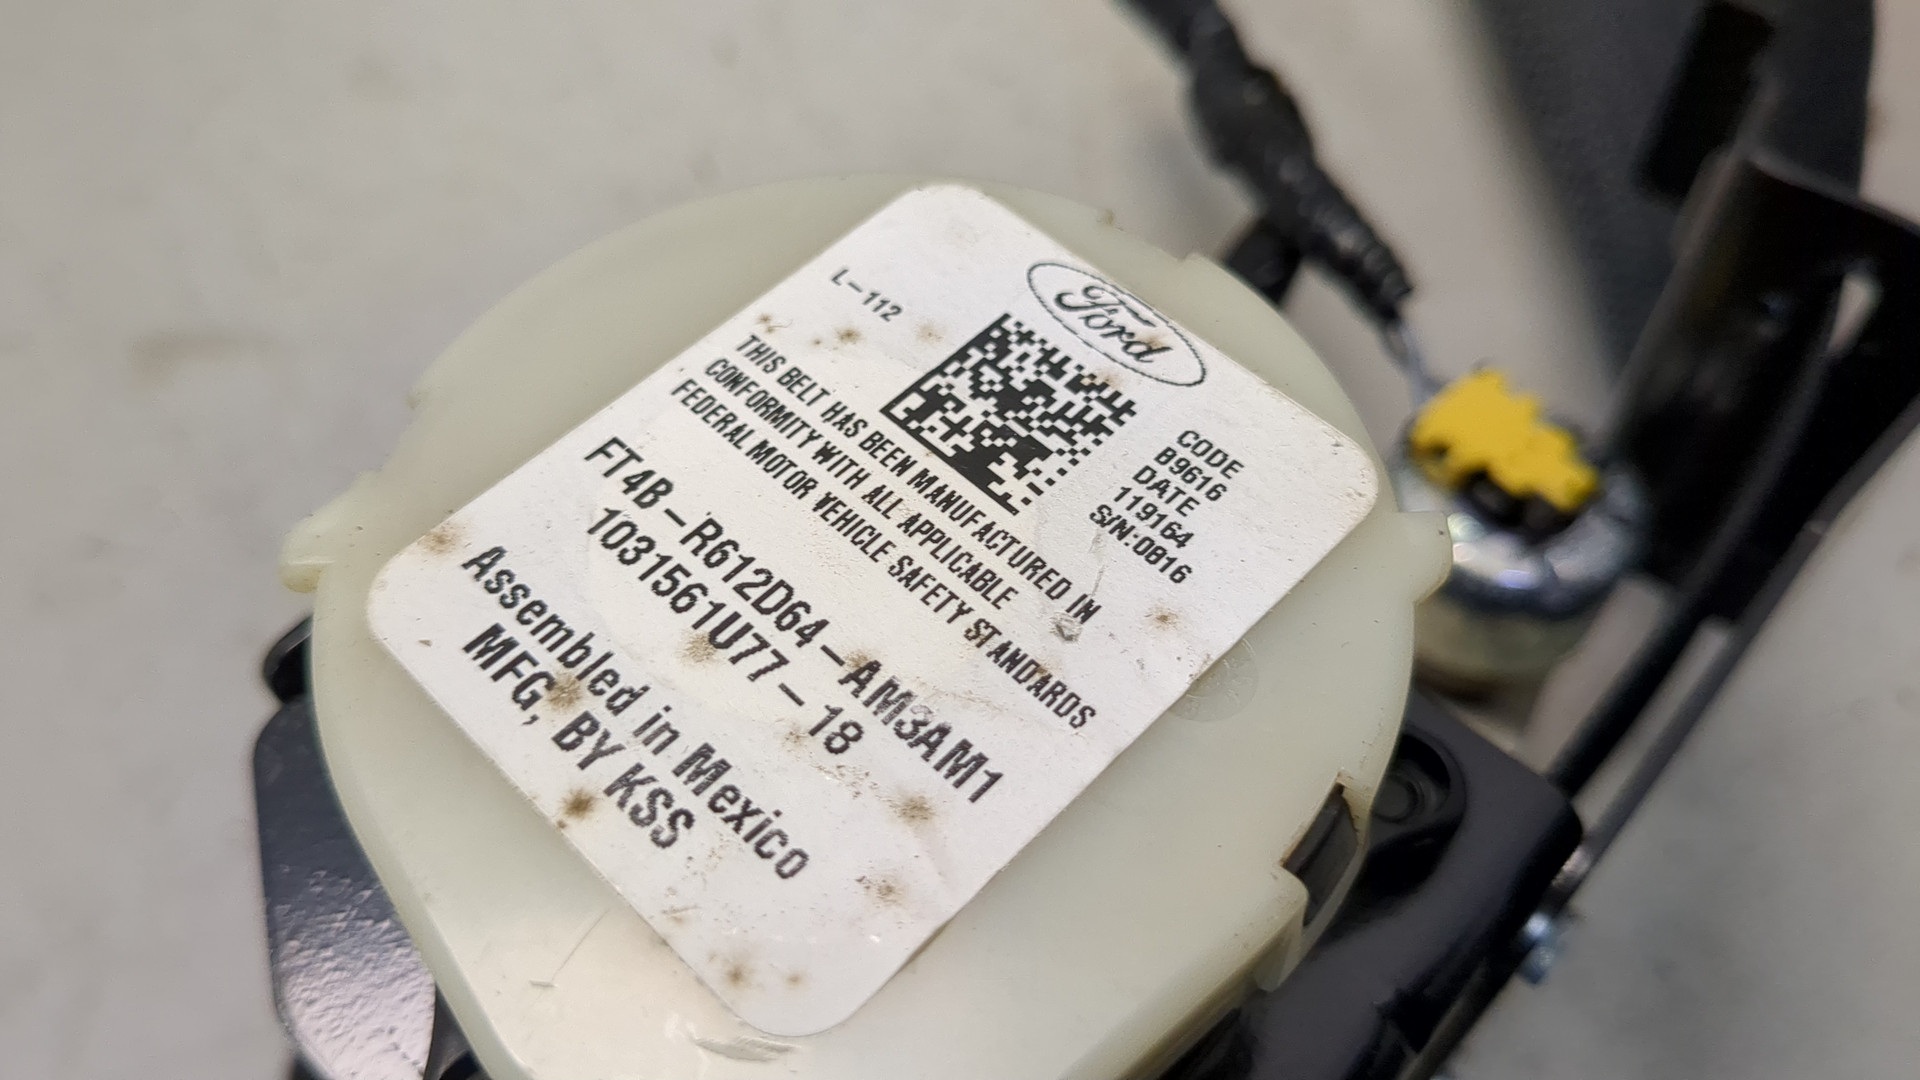 Ford
L-112
CODE
B9616
DATE
119164
S/N:0816
THIS BELT HAS BEEN MANUFACTURED IN
CONFORMITY WITH ALL APPLICABLE
FEDERAL MOTOR VEHICLE SAFETY STANDARDS
FT4B-R612D64-AM3AM1
1031561U77-18
Assembled in Mexico
MFG, BY KSS